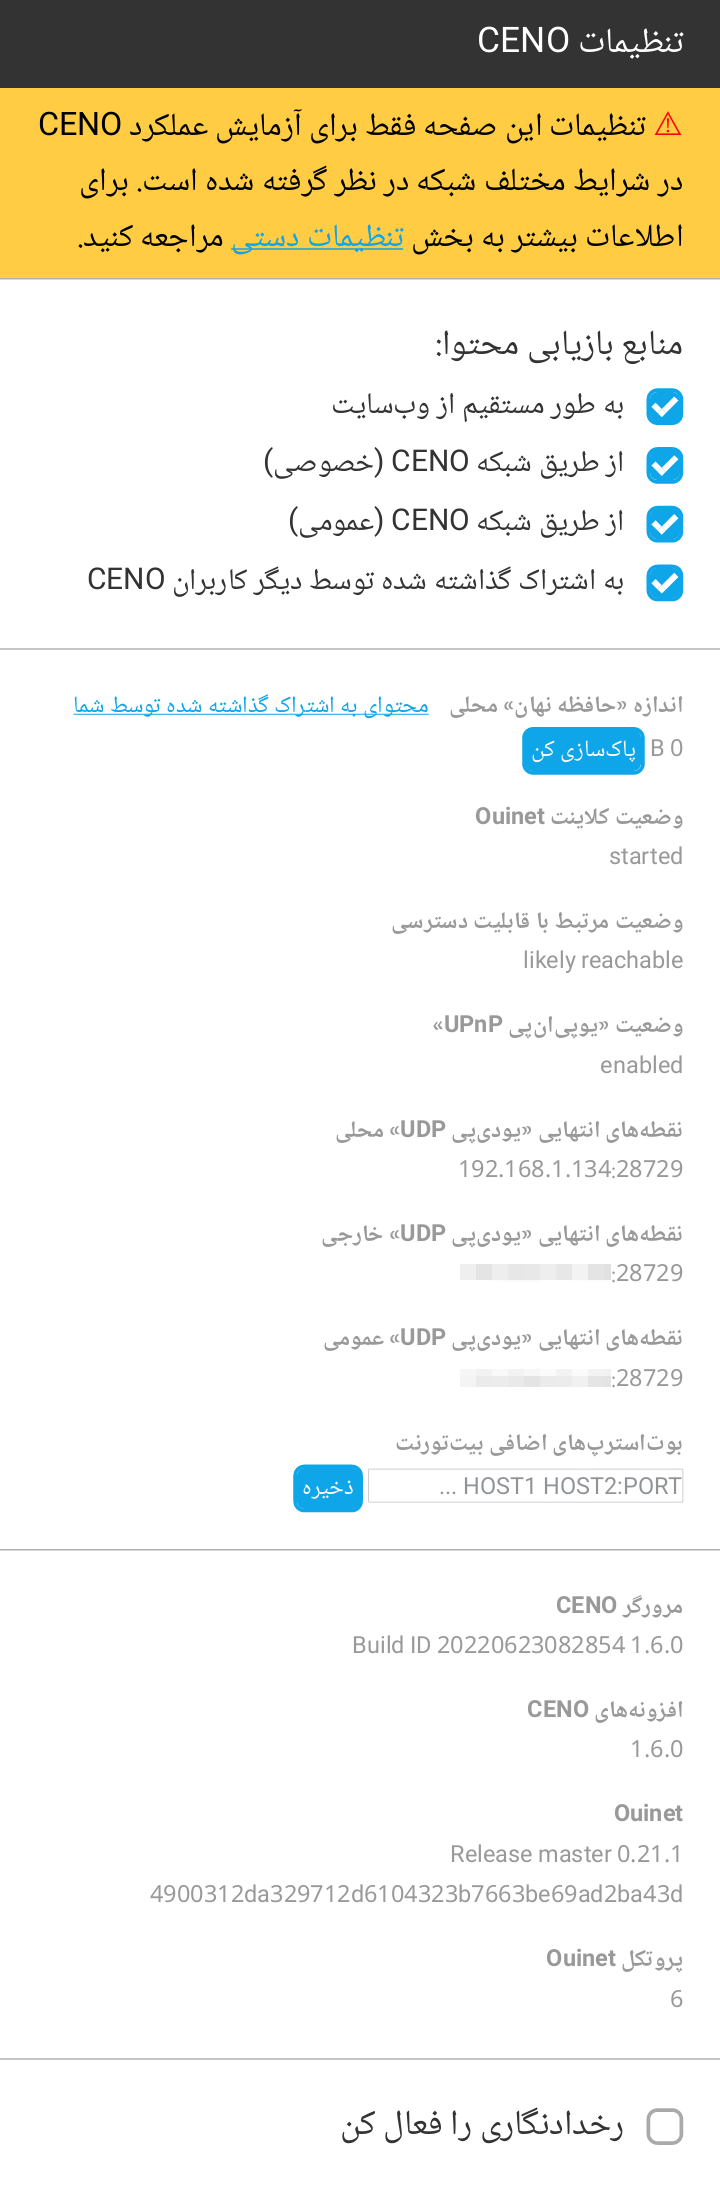 تنظیمات CENO
⚠ تنظیمات این صفحه فقط برای آزمایش عملکرد CENO
در شرایط مختلف شبکه در نظر گرفته شده است. برای
اطلاعات بیشتر به بخش تنظیمات دستی مراجعه کنید.
منابع بازیابی محتوا:
به طور مستقیم از وب‌سایت
از طریق شبکه CENO (خصوصی)
از طریق شبکه CENO (عمومی)
به اشتراک گذاشته شده توسط دیگر کاربران CENO
اندازه «حافظه نهان» محلی محتوای به اشتراک گذاشته شده توسط شما
0 B پاک‌سازی کن
وضعیت کلاینت Ouinet
started
وضعیت مرتبط با قابلیت دسترسی
likely reachable
وضعیت «یوپی‌ان‌پی UPnP»
enabled
نقطه‌های انتهایی «یودی‌پی UDP» محلی
192.168.1.134:28729
نقطه‌های انتهایی «یودی‌پی UDP» خارجی
:28729
نقطه‌های انتهایی «یودی‌پی UDP» عمومی
:28729
بوت‌استرپ‌های اضافی بیت‌تورنت
HOST1 HOST2:PORT ... ذخیره
مرورگر CENO
1.6.0 Build ID 20220623082854
افزونه‌های CENO
1.6.0
Ouinet
0.21.1 Release master
4900312da329712d6104323b7663be69ad2ba43d
پروتکل Ouinet
6
رخدادنگاری را فعال کن